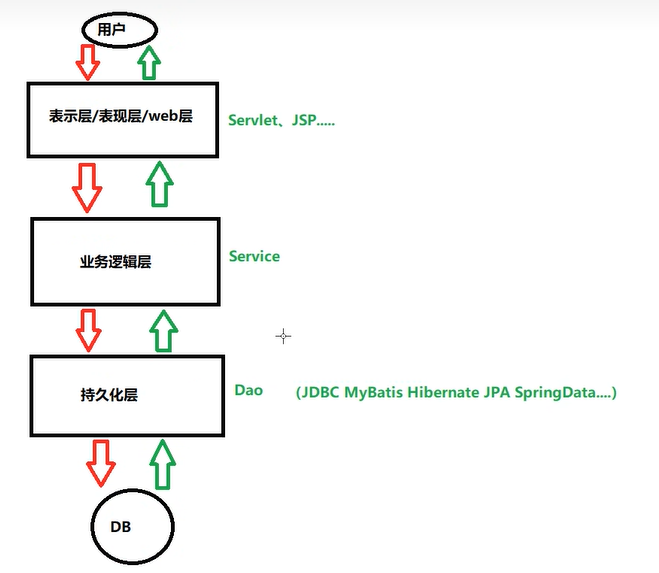 用户
表示层/表现层/web层
Servlet、JSP.....
业务逻辑层
Service
持久化层
Dao （JDBC MyBatis Hibernate JPA SpringData....）
DB